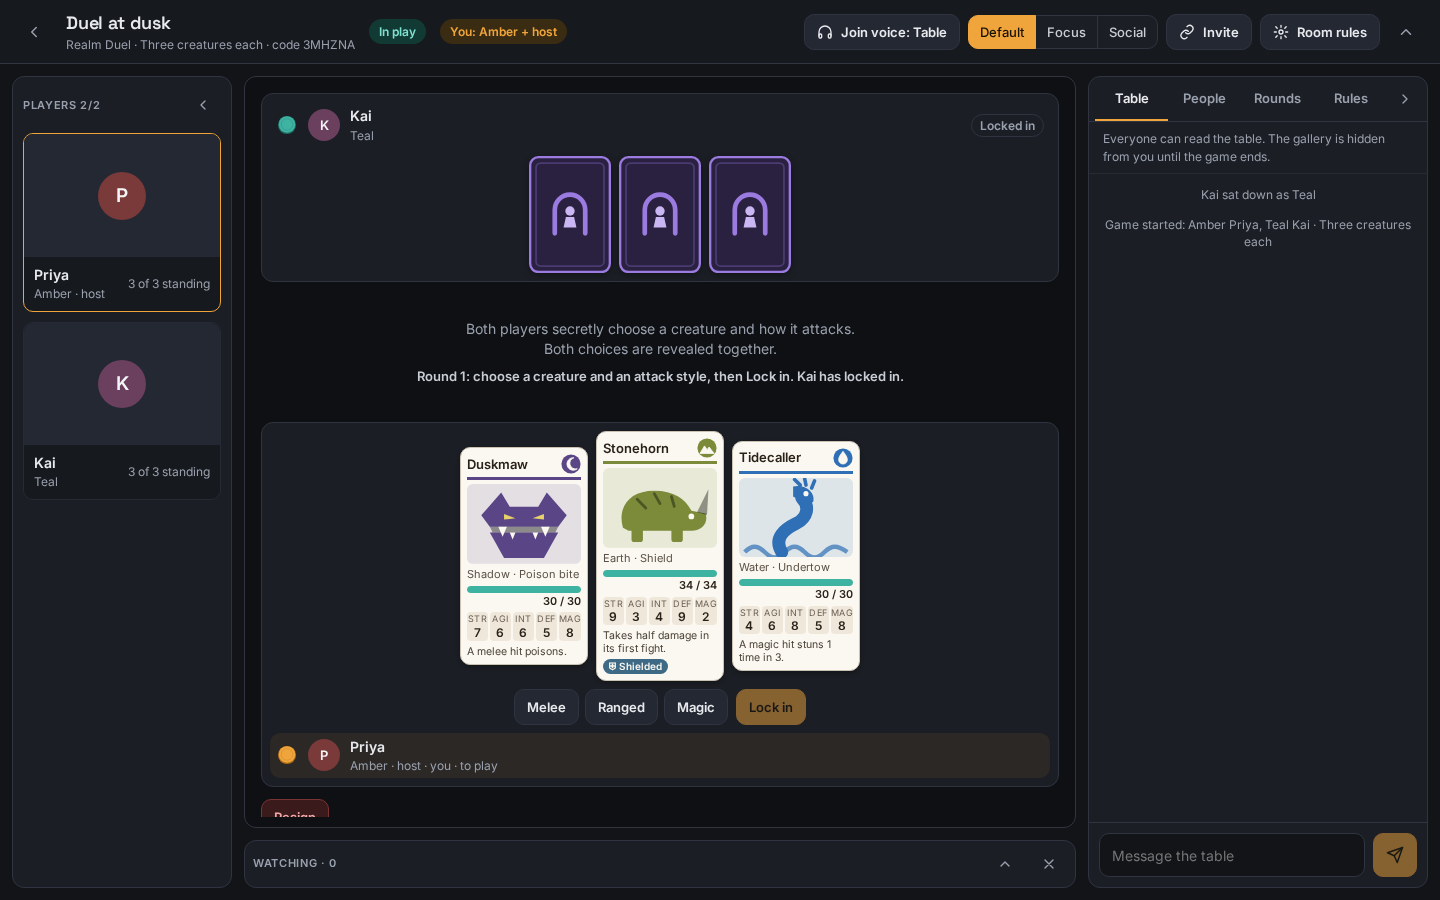 Duel at dusk
Realm Duel · Three creatures each · code 3MHZNA
In play
You: Amber + host
Join voice: Table
Default
Focus
Social
Invite
Room rules
PLAYERS 2/2
P
Priya
Amber · host
3 of 3 standing
K
Kai
Teal
3 of 3 standing
K
Kai
Teal
Locked in
Both players secretly choose a creature and how it attacks.
Both choices are revealed together.
Round 1: choose a creature and an attack style, then Lock in. Kai has locked in.
Duskmaw
Shadow · Poison bite
30 / 30
STR AGI INT DEF MAG
7 6 6 5 8
A melee hit poisons.
Stonehorn
Earth · Shield
34 / 34
STR AGI INT DEF MAG
9 3 4 9 2
Takes half damage in
its first fight.
Shielded
Tidecaller
Water · Undertow
30 / 30
STR AGI INT DEF MAG
4 6 8 5 8
A magic hit stuns 1
time in 3.
Melee
Ranged
Magic
Lock in
P
Priya
Amber · host · you · to play
Resign
WATCHING · 0
Table
People
Rounds
Rules
Everyone can read the table. The gallery is hidden
from you until the game ends.
Kai sat down as Teal
Game started: Amber Priya, Teal Kai · Three creatures
each
Message the table